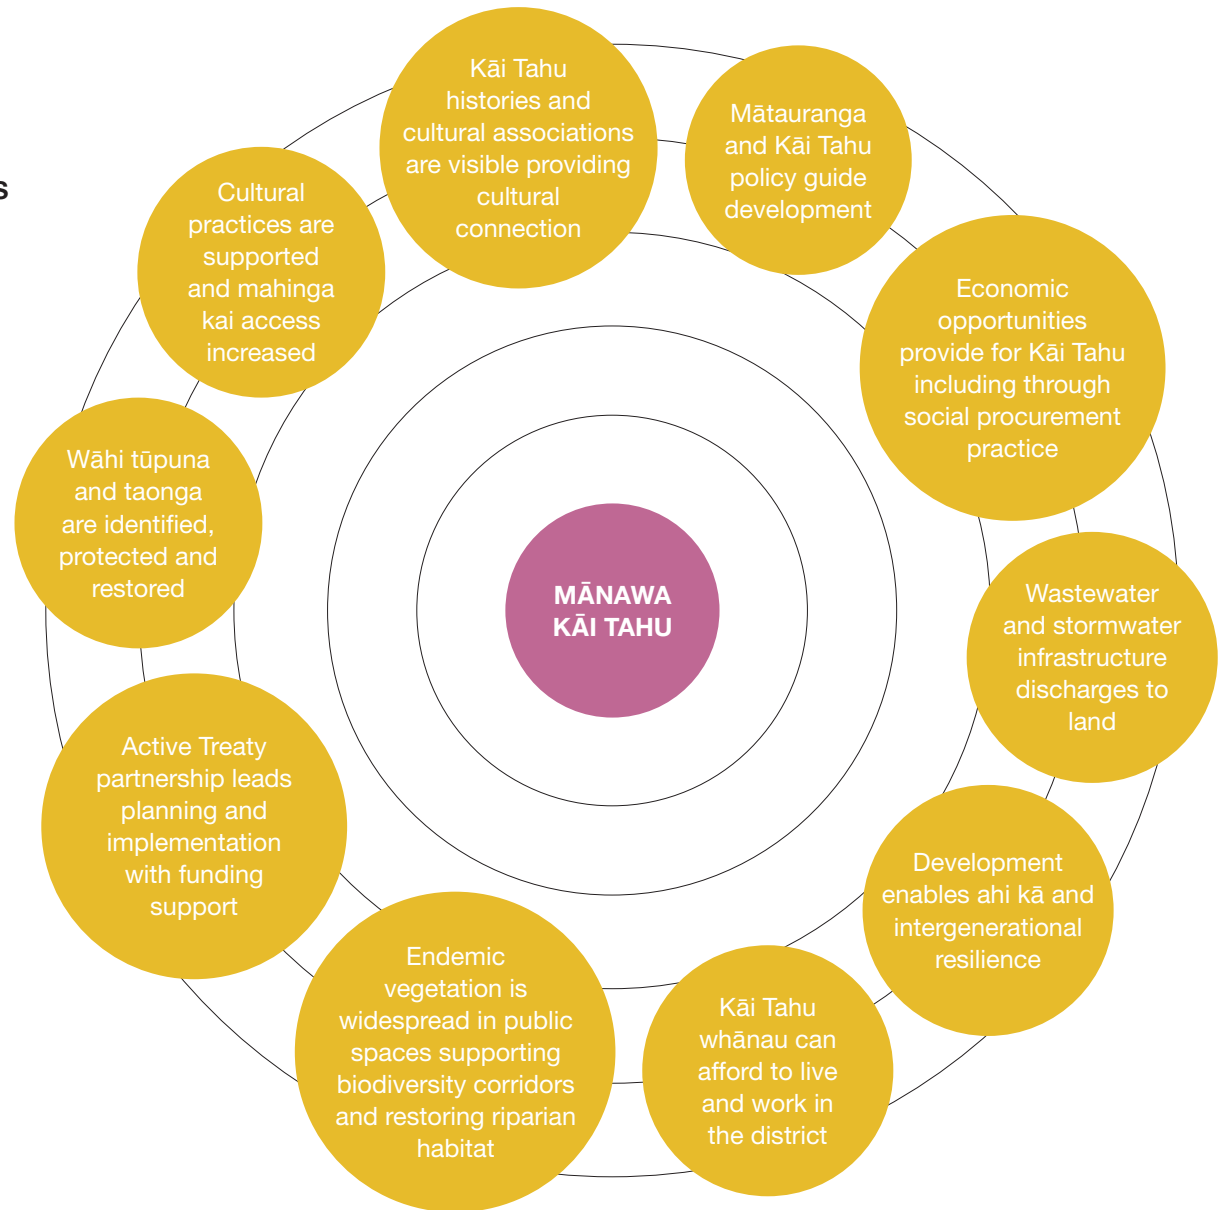 s
Kāi Tahu
histories and
cultural associations
are visible providing
cultural
connection
Mātauranga
and Kāi Tahu
policy guide
development
Economic
opportunities
provide for Kāi Tahu
including through
social procurement
practice
Wastewater
and stormwater
infrastructure
discharges to
land
Development
enables ahi kā and
intergenerational
resilience
Kāi Tahu
whānau can
afford to live
and work in
the district
Endemic
vegetation is
widespread in public
spaces supporting
biodiversity corridors
and restoring riparian
habitat
Active Treaty
partnership leads
planning and
implementation
with funding
support
Wāhi tūpuna
and taonga
are identified,
protected and
restored
Cultural
practices are
supported
and mahinga
kai access
increased
MĀNAWA
KĀI TAHU